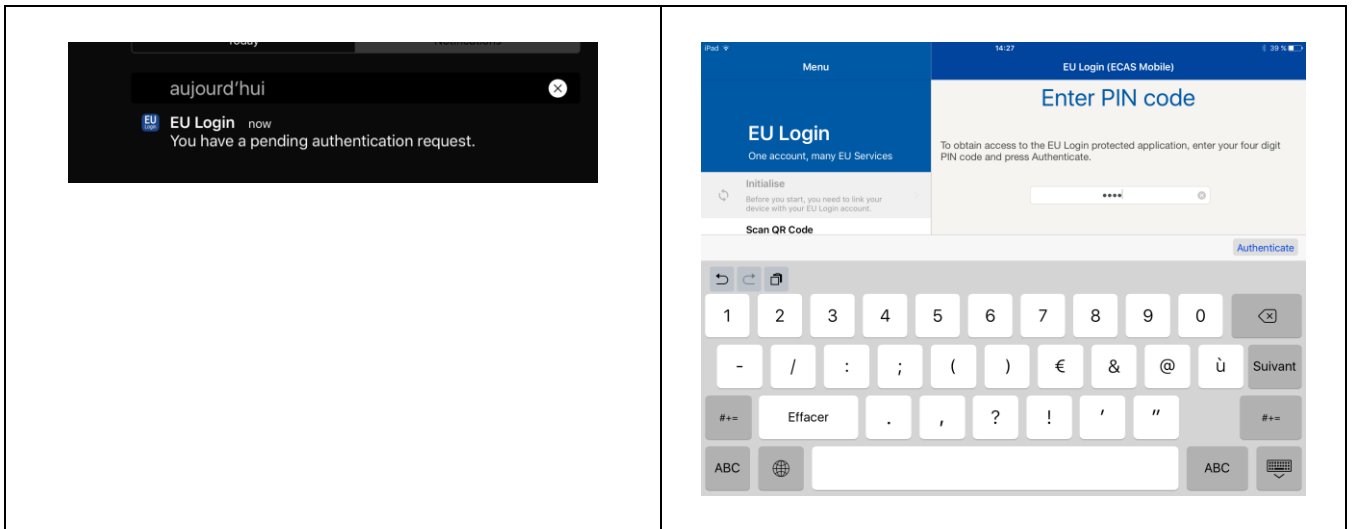 Today Notifications
aujourd'hui
EU Login now
You have a pending authentication request.
iPad 14:27 39 %
Menu
EU Login (ECAS Mobile)
Enter PIN code
EU Login
One account, many EU Services
To obtain access to the EU Login protected application, enter your four digit
PIN code and press Authenticate.
Initialise
Before you start, you need to link your
device with your EU Login account.
Scan QR Code
Authenticate
1 2 3 4 5 6 7 8 9 0
- / : ; ( ) € & @ ù Suivant
#+= Effacer . , ? ! ' " #+=
ABC ABC